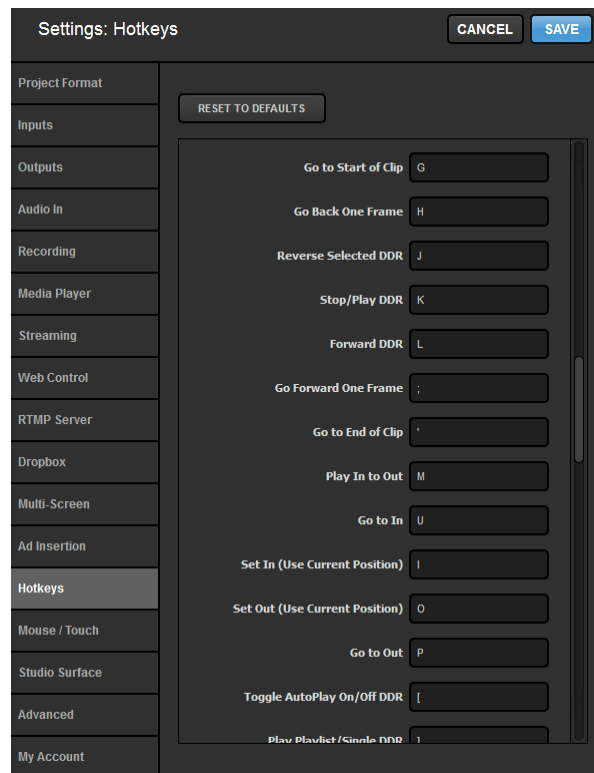 Settings: Hotkeys
CANCEL
SAVE
Project Format
Inputs
Outputs
Audio In
Recording
Media Player
Streaming
Web Control
RTMP Server
Dropbox
Multi-Screen
Ad Insertion
Hotkeys
Mouse / Touch
Studio Surface
Advanced
My Account
RESET TO DEFAULTS
Go to Start of Clip G
Go Back One Frame H
Reverse Selected DDR J
Stop/Play DDR K
Forward DDR L
Go Forward One Frame ;
Go to End of Clip '
Play In to Out M
Go to In U
Set In (Use Current Position) I
Set Out (Use Current Position) O
Go to Out P
Toggle AutoPlay On/Off DDR [
Play Playlist/Single DDR ]